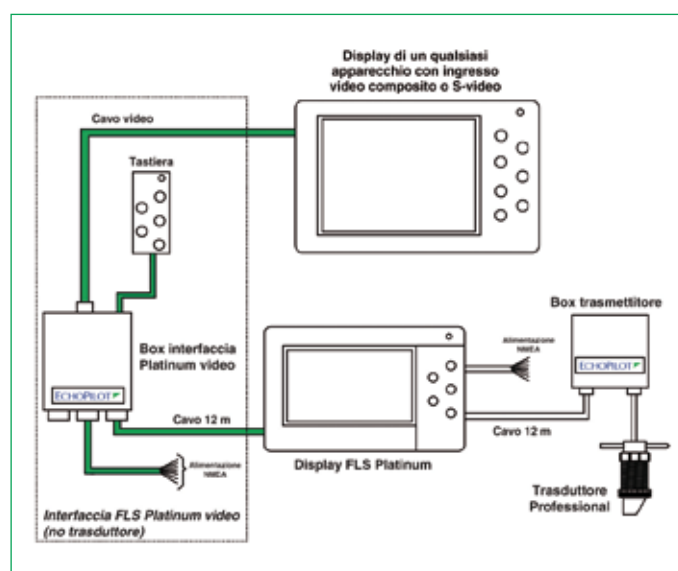 Display di un qualsiasi
apparecchio con ingresso
video composito o S-video
Cavo video
Tastiera
Box interfaccia
Platinum video
ECHOPILOT
Cavo 12 m
Alimentazione
NMEA
Display FLS Platinum
Alimentazione
NMEA
Cavo 12 m
Box trasmettitore
ECHOPILOT
Trasduttore
Professional
Interfaccia FLS Platinum video
(no trasduttore)